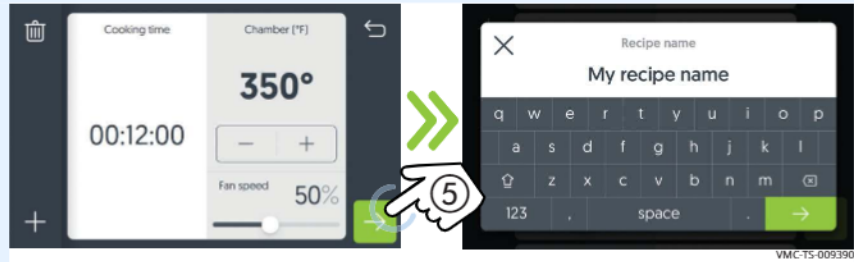 Cooking time
Chamber (°F)
350°
00:12:00
− +
Fan speed
50%
+
5
Recipe name
My recipe name
q w e r t y u i o p
a s d f g h j k l
z x c v b n m
123 , space .
VMC-TS-009390